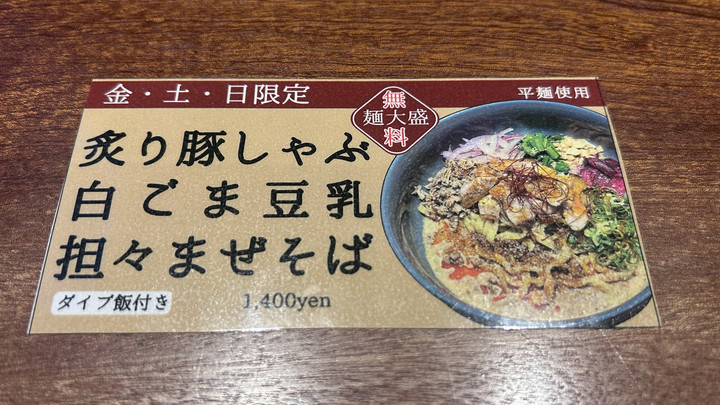 金・土・日限定
無
麺大盛
料
平麺使用
炙り豚しゃぶ
白ごま豆乳
担々まぜそば
ダイブ飯付き
1,400yen